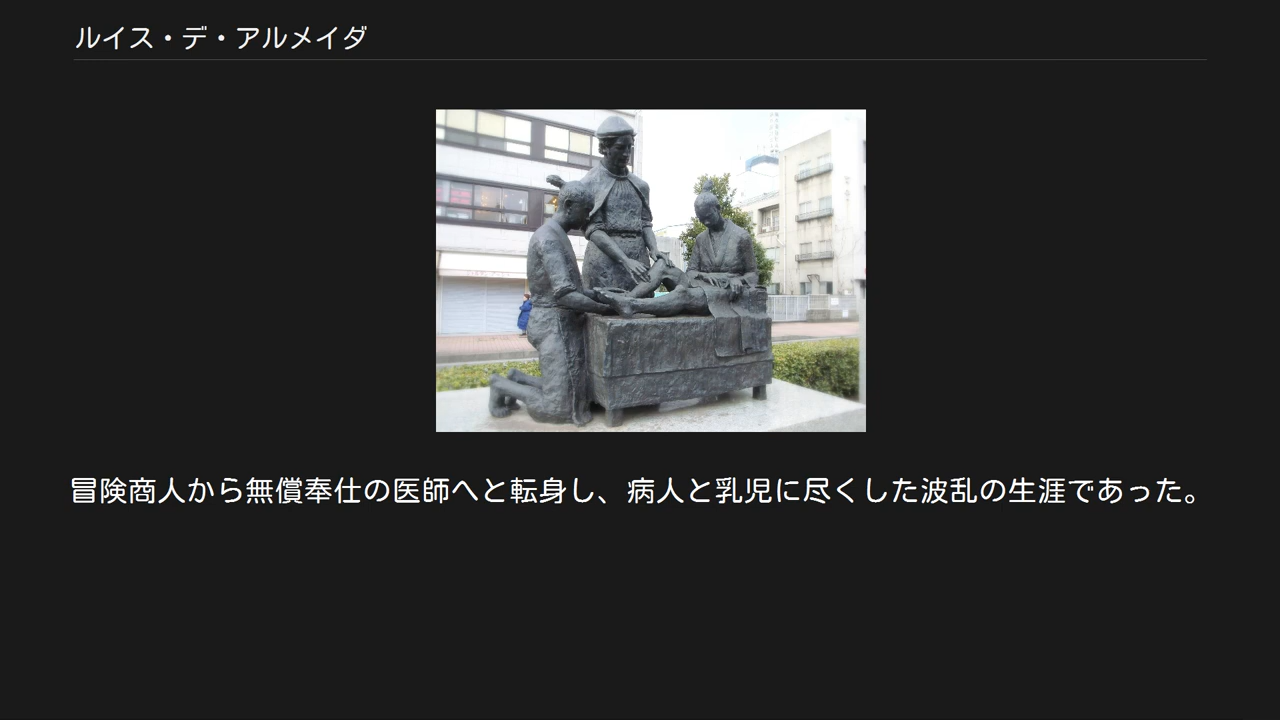 ルイス・デ・アルメイダ
冒険商人から無償奉仕の医師へと転身し、病人と乳児に尽くした波乱の生涯であった。